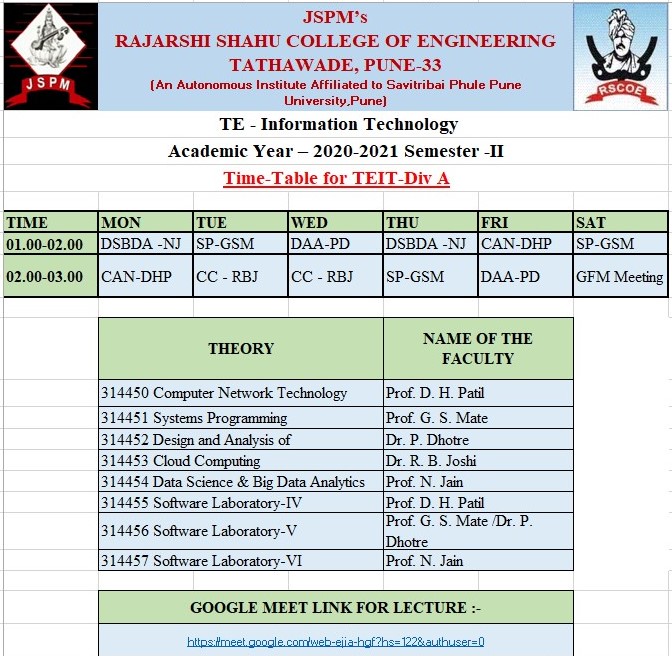 JSPM
RSCOE
JSPM's
RAJARSHI SHAHU COLLEGE OF ENGINEERING
TATHAWADE, PUNE-33
(An Autonomous Institute Affiliated to Savitribai Phule Pune
University,Pune)
TE - Information Technology
Academic Year – 2020-2021 Semester -II
Time-Table for TEIT-Div A
TIME MON TUE WED THU FRI SAT
01.00-02.00 DSBDA -NJ SP-GSM DAA-PD DSBDA -NJ CAN-DHP SP-GSM
02.00-03.00 CAN-DHP CC - RBJ CC - RBJ SP-GSM DAA-PD GFM Meeting
THEORY
NAME OF THE
FACULTY
314450 Computer Network Technology Prof. D. H. Patil
314451 Systems Programming Prof. G. S. Mate
314452 Design and Analysis of Dr. P. Dhotre
314453 Cloud Computing Dr. R. B. Joshi
314454 Data Science & Big Data Analytics Prof. N. Jain
314455 Software Laboratory-IV Prof. D. H. Patil
314456 Software Laboratory-V Prof. G. S. Mate /Dr. P.
Dhotre
314457 Software Laboratory-VI Prof. N. Jain
GOOGLE MEET LINK FOR LECTURE :-
https://meet.google.com/web-ejia-hgf?hs=122&authuser=0